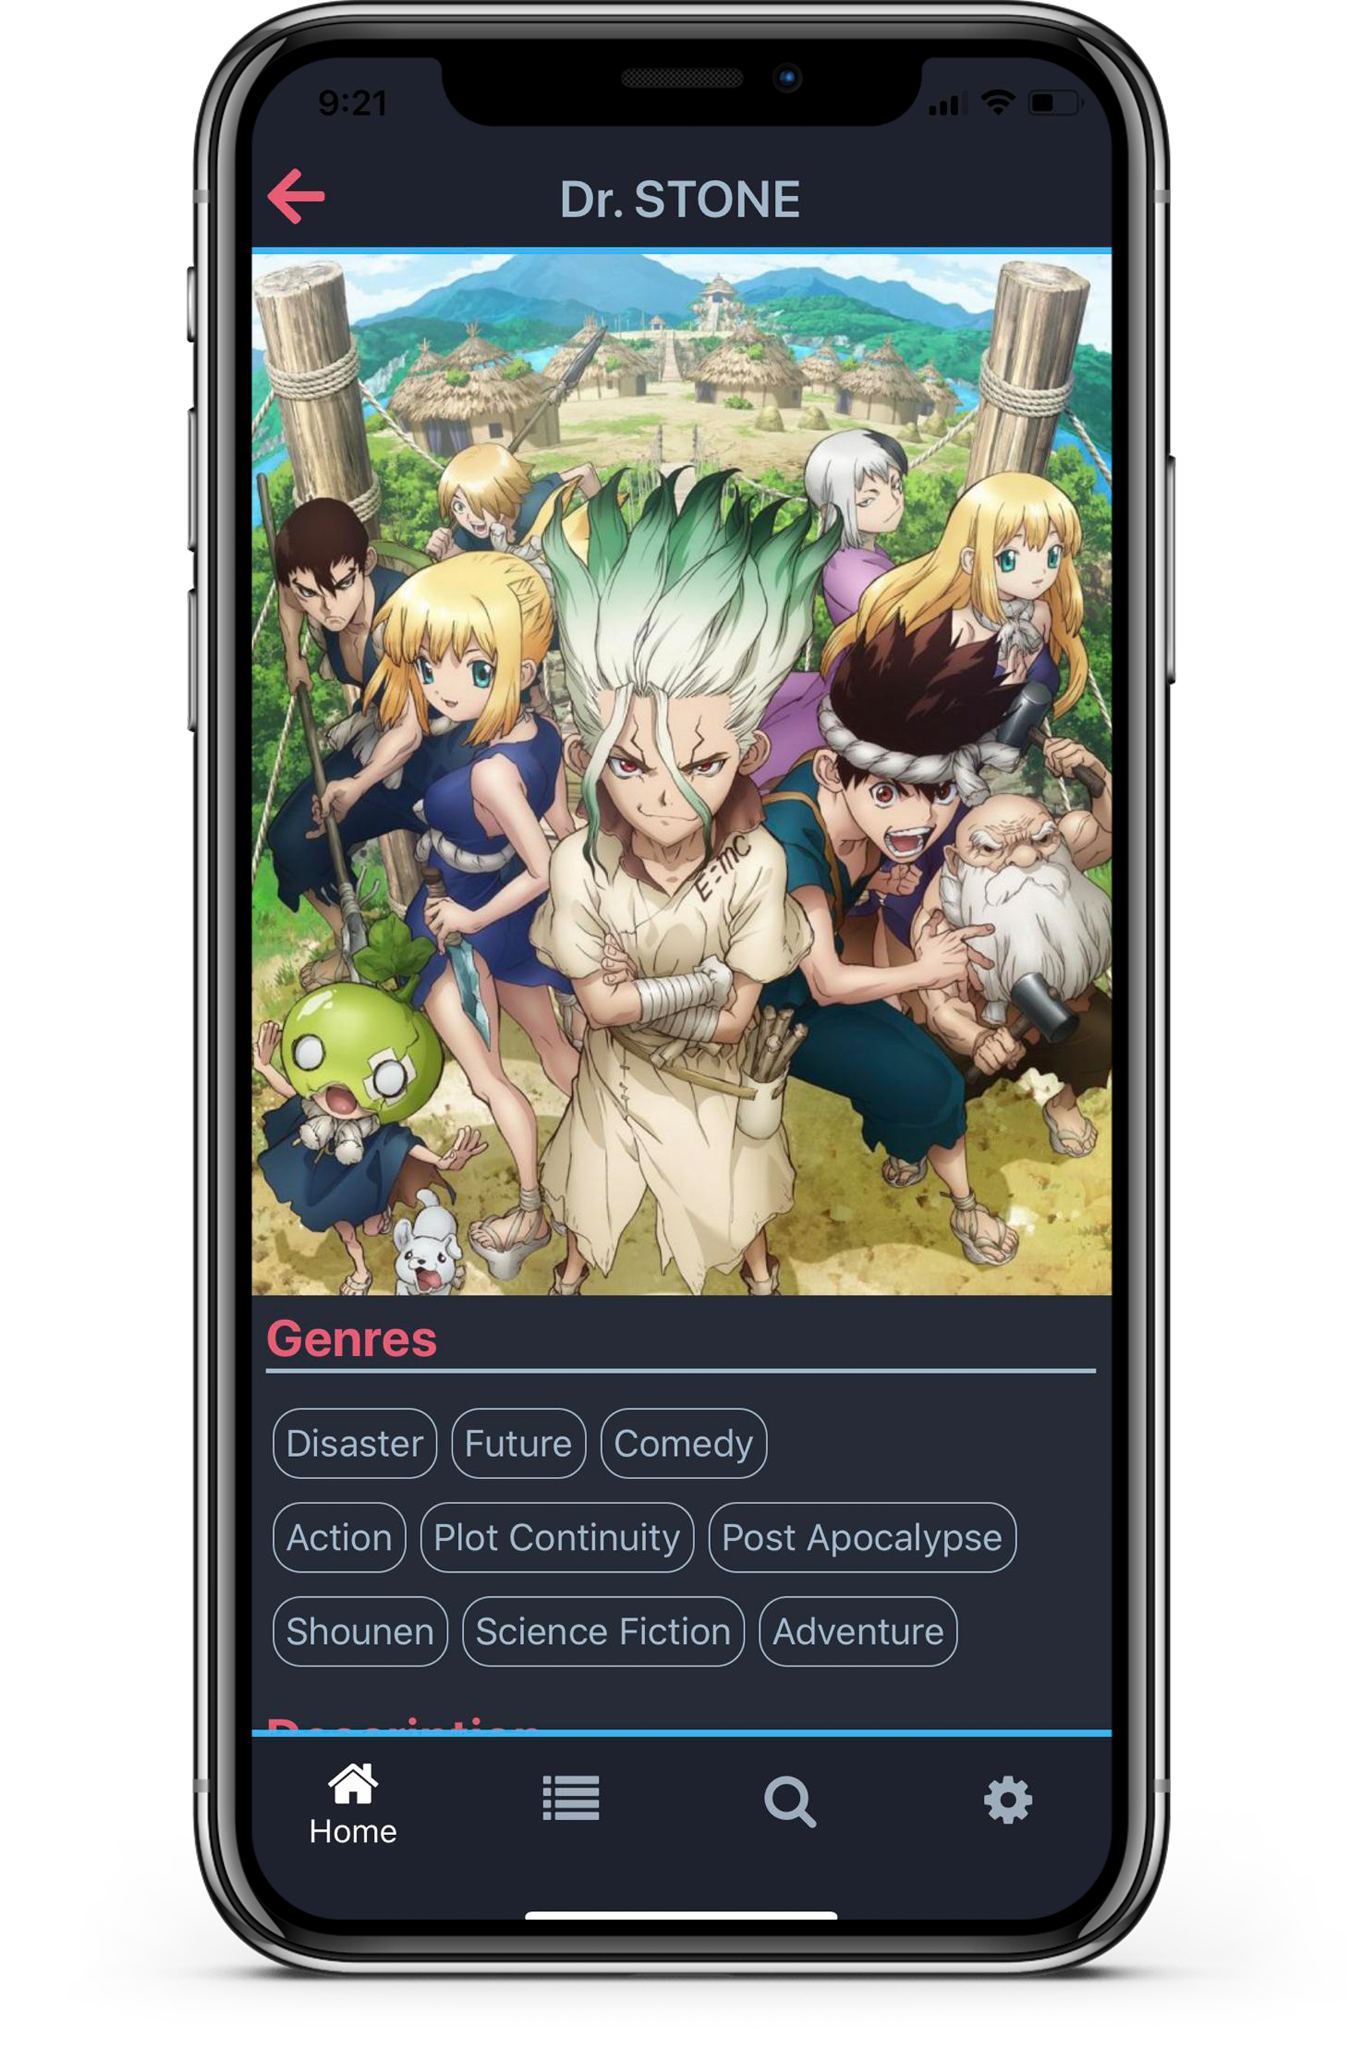 9:21
Dr. STONE
E=mc
Genres
Disaster Future Comedy
Action Plot Continuity Post Apocalypse
Shounen Science Fiction Adventure
Description
Home